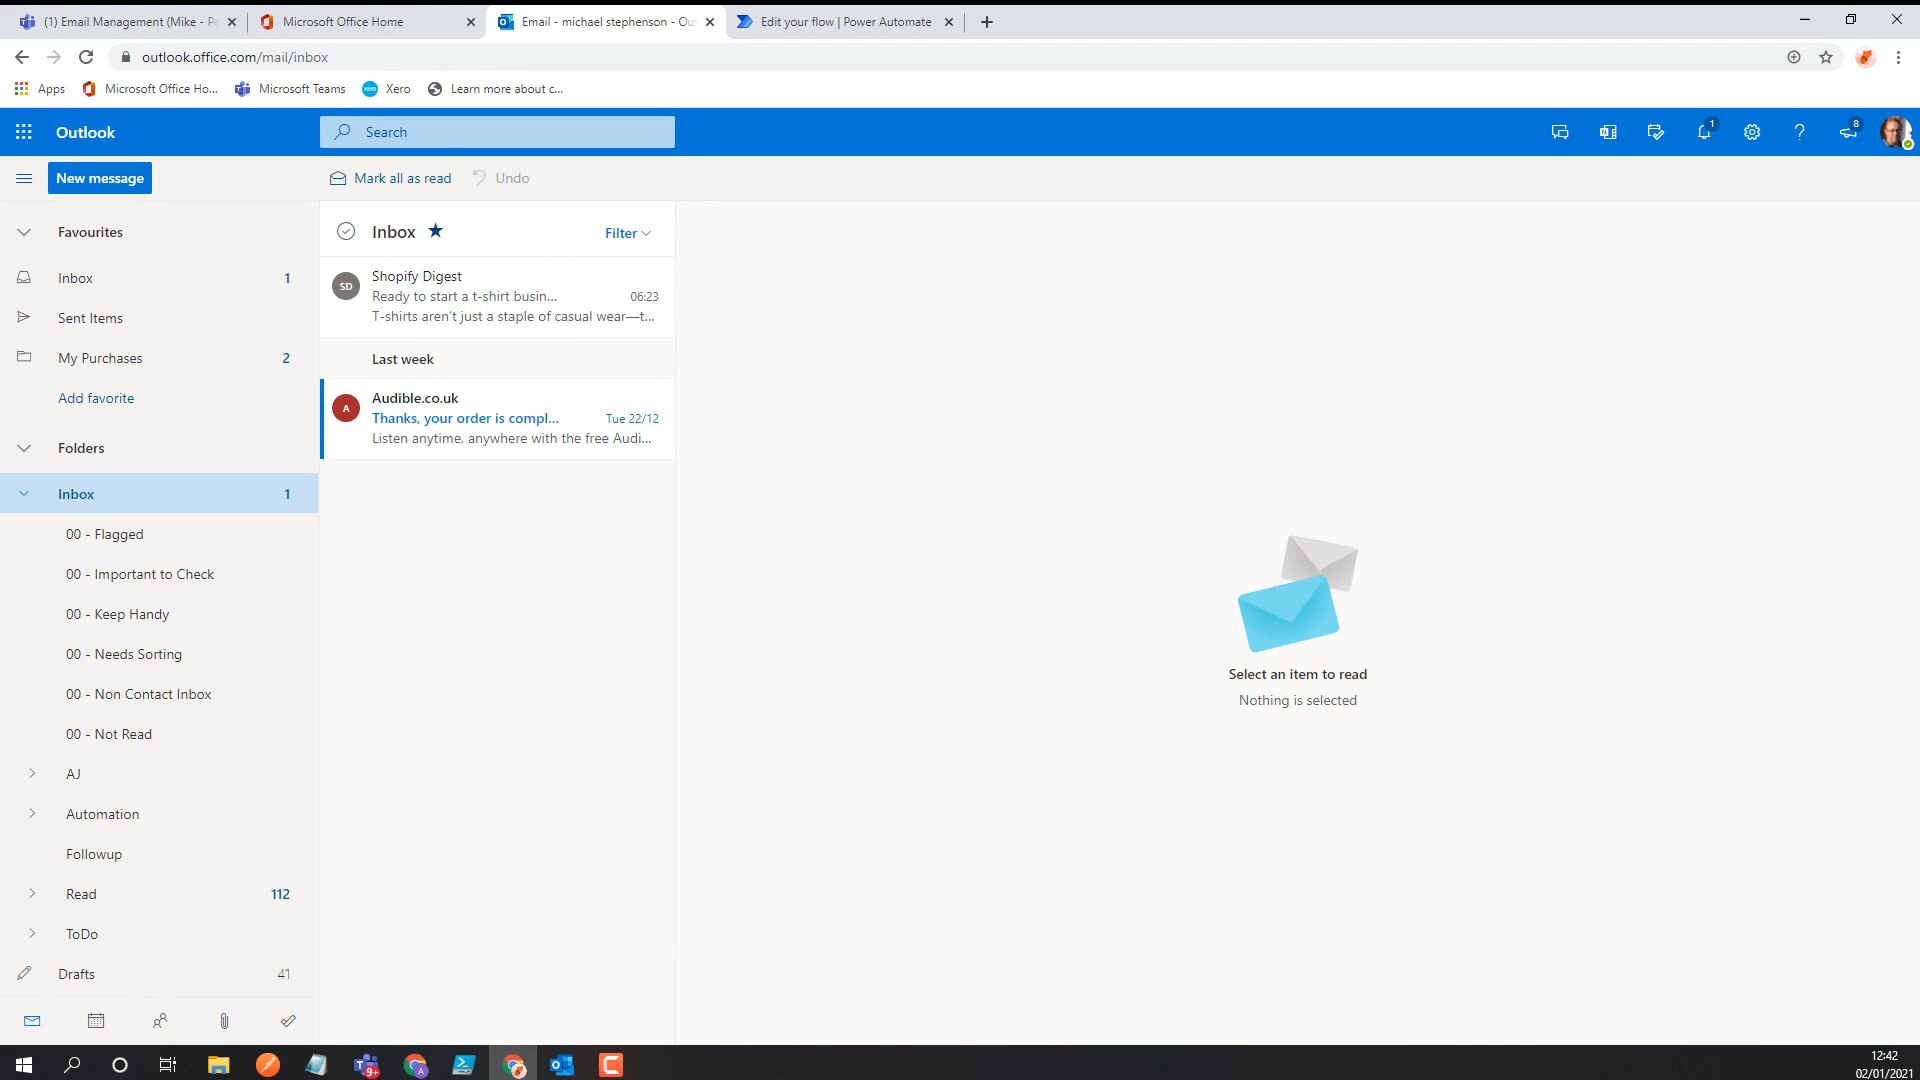 (1) Email Management (Mike - Pe
Microsoft Office Home
Email - michael stephenson - Ou
Edit your flow | Power Automate
outlook.office.com/mail/inbox
Apps
Microsoft Office Ho...
Microsoft Teams
xero
Xero
Learn more about c...
Outlook
Search
1
8
New message
Mark all as read
Undo
Favourites
Inbox 1
Sent Items
My Purchases 2
Add favorite
Folders
Inbox 1
00 - Flagged
00 - Important to Check
00 - Keep Handy
00 - Needs Sorting
00 - Non Contact Inbox
00 - Not Read
AJ
Automation
Followup
Read 112
ToDo
Drafts 41
Inbox
Filter
SD
Shopify Digest
Ready to start a t-shirt busin... 06:23
T-shirts aren't just a staple of casual wear—t...
Last week
A
Audible.co.uk
Thanks, your order is compl... Tue 22/12
Listen anytime, anywhere with the free Audi...
Select an item to read
Nothing is selected
9+
A
12:42
02/01/2021